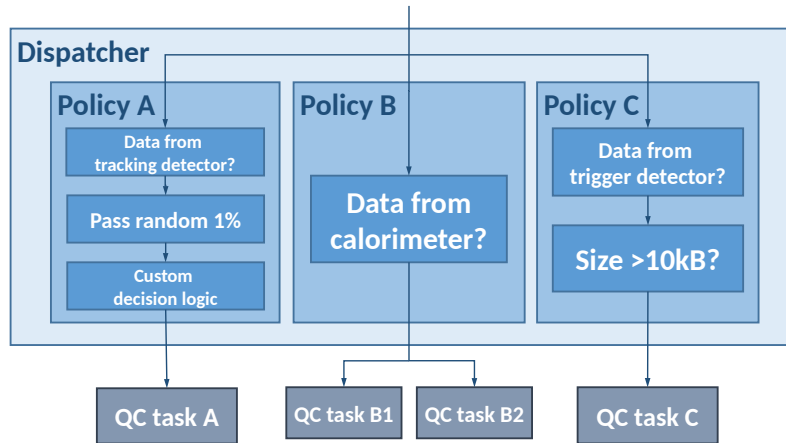 Dispatcher
Policy A
Data from
tracking detector?
Pass random 1%
Custom
decision logic
Policy B
Data from
calorimeter?
Policy C
Data from
trigger detector?
Size >10kB?
QC task A
QC task B1
QC task B2
QC task C